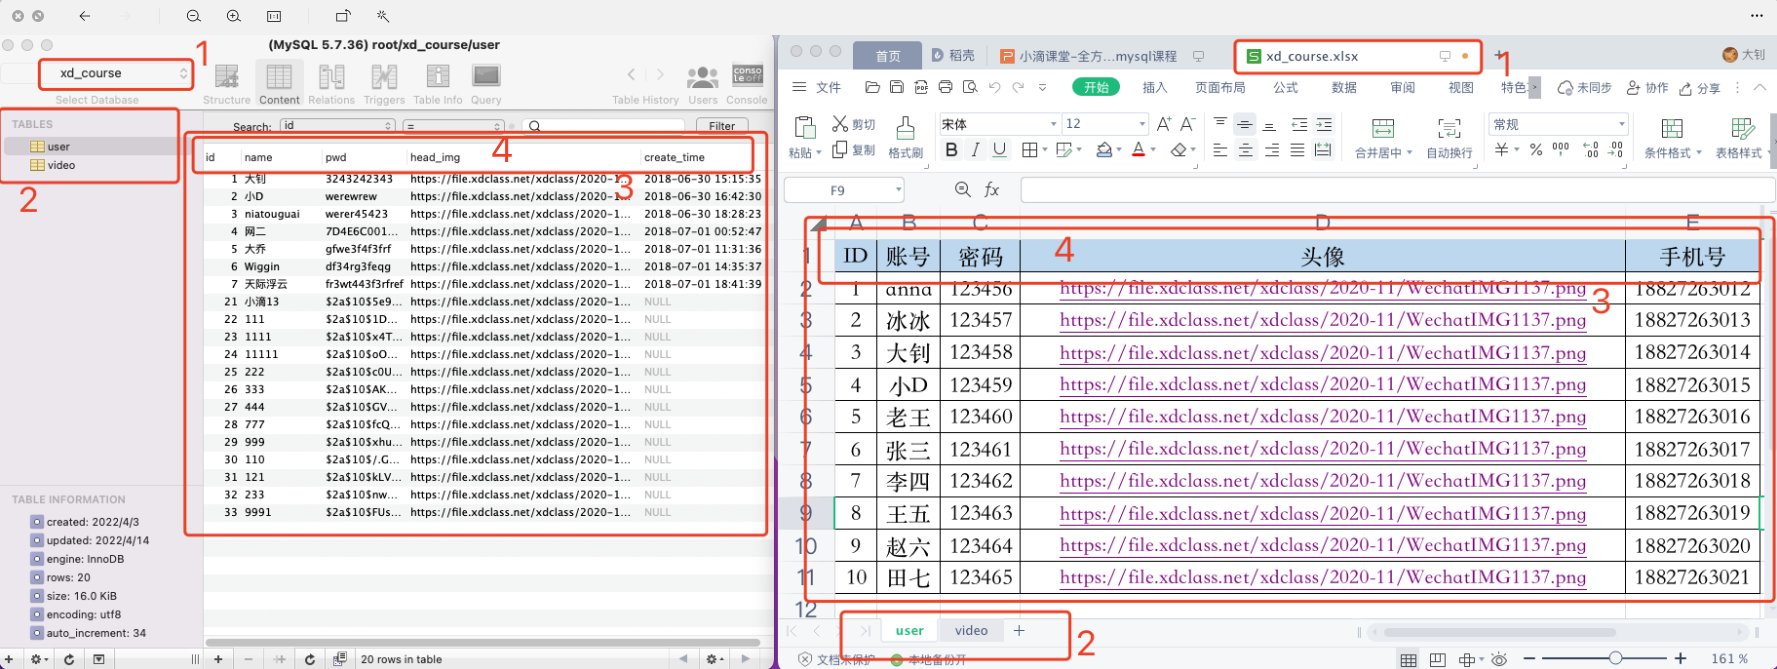 (MySQL 5.7.36) root/xd_course/user
1
xd_course
Select Database
Structure
Content
Relations
Triggers
Table Info
Query
Table History
Users
Console
conso
le off
TABLES
user
video
2
Search:
id
=
Filter
4
3
id name pwd head_img create_time
1 大钊 3243242343 https://file.xdclass.net/xdclass/2020-1... 2018-06-30 15:15:35
2 小D werewrew https://file.xdclass.net/xdclass/2020-1... 2018-06-30 16:42:30
3 niatouguai werer45423 https://file.xdclass.net/xdclass/2020-1... 2018-06-30 18:28:23
4 网二 7D4E6C001... https://file.xdclass.net/xdclass/2020-1... 2018-07-01 00:52:47
5 大乔 gfwe3f4f3frf https://file.xdclass.net/xdclass/2020-1... 2018-07-01 11:31:36
6 Wiggin df34rg3feqg https://file.xdclass.net/xdclass/2020-1... 2018-07-01 14:35:37
7 天际浮云 fr3wt443f3rfref https://file.xdclass.net/xdclass/2020-1... 2018-07-01 18:41:39
21 小滴13 $2a$10$5e9... https://file.xdclass.net/xdclass/2020-1... NULL
22 111 $2a$10$1D... https://file.xdclass.net/xdclass/2020-1... NULL
23 1111 $2a$10$x4T... https://file.xdclass.net/xdclass/2020-1... NULL
24 11111 $2a$10$oO... https://file.xdclass.net/xdclass/2020-1... NULL
25 222 $2a$10$c0U... https://file.xdclass.net/xdclass/2020-1... NULL
26 333 $2a$10$AK... https://file.xdclass.net/xdclass/2020-1... NULL
27 444 $2a$10$GV... https://file.xdclass.net/xdclass/2020-1... NULL
28 777 $2a$10$fcQ... https://file.xdclass.net/xdclass/2020-1... NULL
29 999 $2a$10$xhu... https://file.xdclass.net/xdclass/2020-1... NULL
30 110 $2a$10$/.G... https://file.xdclass.net/xdclass/2020-1... NULL
31 121 $2a$10$kLV... https://file.xdclass.net/xdclass/2020-1... NULL
32 233 $2a$10$nw... https://file.xdclass.net/xdclass/2020-1... NULL
33 9991 $2a$10$FUs... https://file.xdclass.net/xdclass/2020-1... NULL
TABLE INFORMATION
created: 2022/4/3
updated: 2022/4/14
engine: InnoDB
rows: 20
size: 16.0 KiB
encoding: utf8
auto_increment: 34
20 rows in table
首页
稻壳
小滴课堂-全方...mysql课程
xd_course.xlsx
1
大钊
文件
开始
插入
页面布局
公式
数据
审阅
视图
特色
未同步
协作
分享
粘贴
剪切
复制
格式刷
宋体
12
A+ A-
B I U
A
合并居中
自动换行
常规
¥ % 000
条件格式
表格样式
F9
fx
A B C D E
1 ID 账号 密码 头像 手机号
4
2 1 anna 123456 https://file.xdclass.net/xdclass/2020-11/WechatIMG1137.png 18827263012
3
3 2 冰冰 123457 https://file.xdclass.net/xdclass/2020-11/WechatIMG1137.png 18827263013
4 3 大钊 123458 https://file.xdclass.net/xdclass/2020-11/WechatIMG1137.png 18827263014
5 4 小D 123459 https://file.xdclass.net/xdclass/2020-11/WechatIMG1137.png 18827263015
6 5 老王 123460 https://file.xdclass.net/xdclass/2020-11/WechatIMG1137.png 18827263016
7 6 张三 123461 https://file.xdclass.net/xdclass/2020-11/WechatIMG1137.png 18827263017
8 7 李四 123462 https://file.xdclass.net/xdclass/2020-11/WechatIMG1137.png 18827263018
9 8 王五 123463 https://file.xdclass.net/xdclass/2020-11/WechatIMG1137.png 18827263019
10 9 赵六 123464 https://file.xdclass.net/xdclass/2020-11/WechatIMG1137.png 18827263020
11 10 田七 123465 https://file.xdclass.net/xdclass/2020-11/WechatIMG1137.png 18827263021
12
user
video
2
文档未保护
本地备份开
161 %